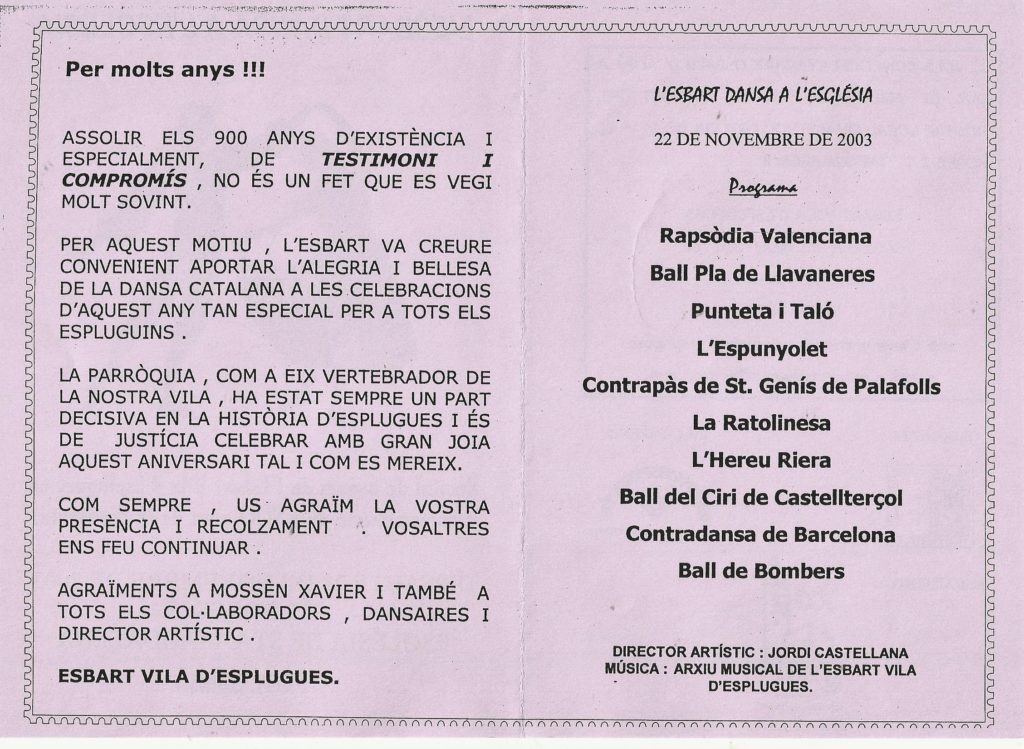 Per molts anys !!!
ASSOLIR ELS 900 ANYS D'EXISTÈNCIA I
ESPECIALMENT, DE TESTIMONI I
COMPROMÍS , NO ÉS UN FET QUE ES VEGI
MOLT SOVINT.
PER AQUEST MOTIU , L'ESBART VA CREURE
CONVENIENT APORTAR L'ALEGRIA I BELLESA
DE LA DANSA CATALANA A LES CELEBRACIONS
D'AQUEST ANY TAN ESPECIAL PER A TOTS ELS
ESPLUGUINS .
LA PARRÒQUIA , COM A EIX VERTEBRADOR DE
LA NOSTRA VILA , HA ESTAT SEMPRE UN PART
DECISIVA EN LA HISTÒRIA D'ESPLUGUES I ÉS
DE JUSTÍCIA CELEBRAR AMB GRAN JOIA
AQUEST ANIVERSARI TAL I COM ES MEREIX.
COM SEMPRE , US AGRAÏM LA VOSTRA
PRESÈNCIA I RECOLZAMENT . VOSALTRES
ENS FEU CONTINUAR .
AGRAÏMENTS A MOSSÈN XAVIER I TAMBÉ A
TOTS ELS COL·LABORADORS , DANSAIRES I
DIRECTOR ARTÍSTIC .
ESBART VILA D'ESPLUGUES.
L'ESBART DANSA A L'ESGLÉSIA
22 DE NOVEMBRE DE 2003
Programa
Rapsòdia Valenciana
Ball Pla de Llavaneres
Punteta i Taló
L'Espunyolet
Contrapàs de St. Genís de Palafolls
La Ratolinesa
L'Hereu Riera
Ball del Ciri de Castellterçol
Contradansa de Barcelona
Ball de Bombers
DIRECTOR ARTÍSTIC : JORDI CASTELLANA
MÚSICA : ARXIU MUSICAL DE L'ESBART VILA
D'ESPLUGUES.